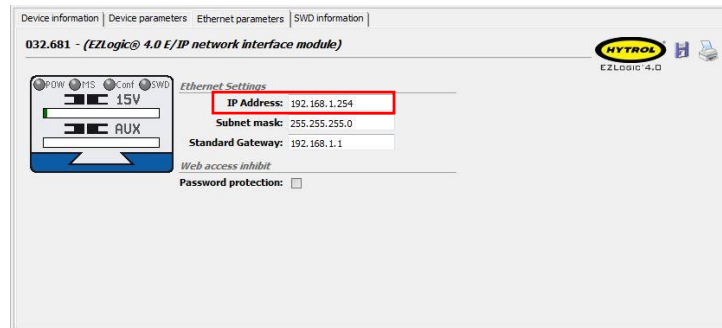 Device information Device parameters Ethernet parameters SWD information
032.681 - (EZLogic® 4.0 E/IP network interface module)
HYTROL
EZLogic®4.0
POW MS Conf SWD
15V
AUX
Ethernet Settings
IP Address: 192.168.1.254
Subnet mask: 255.255.255.0
Standard Gateway: 192.168.1.1
Web access inhibit
Password protection: